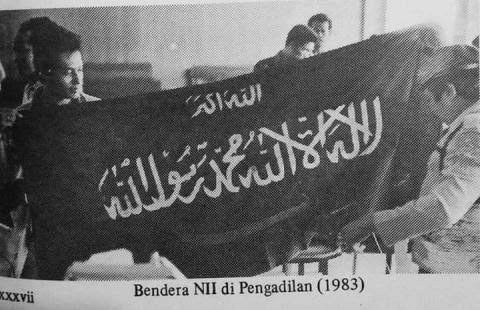 الله اكبر
لا اله الا الله محمد رسول الله
xxxvii
Bendera NII di Pengadilan (1983)